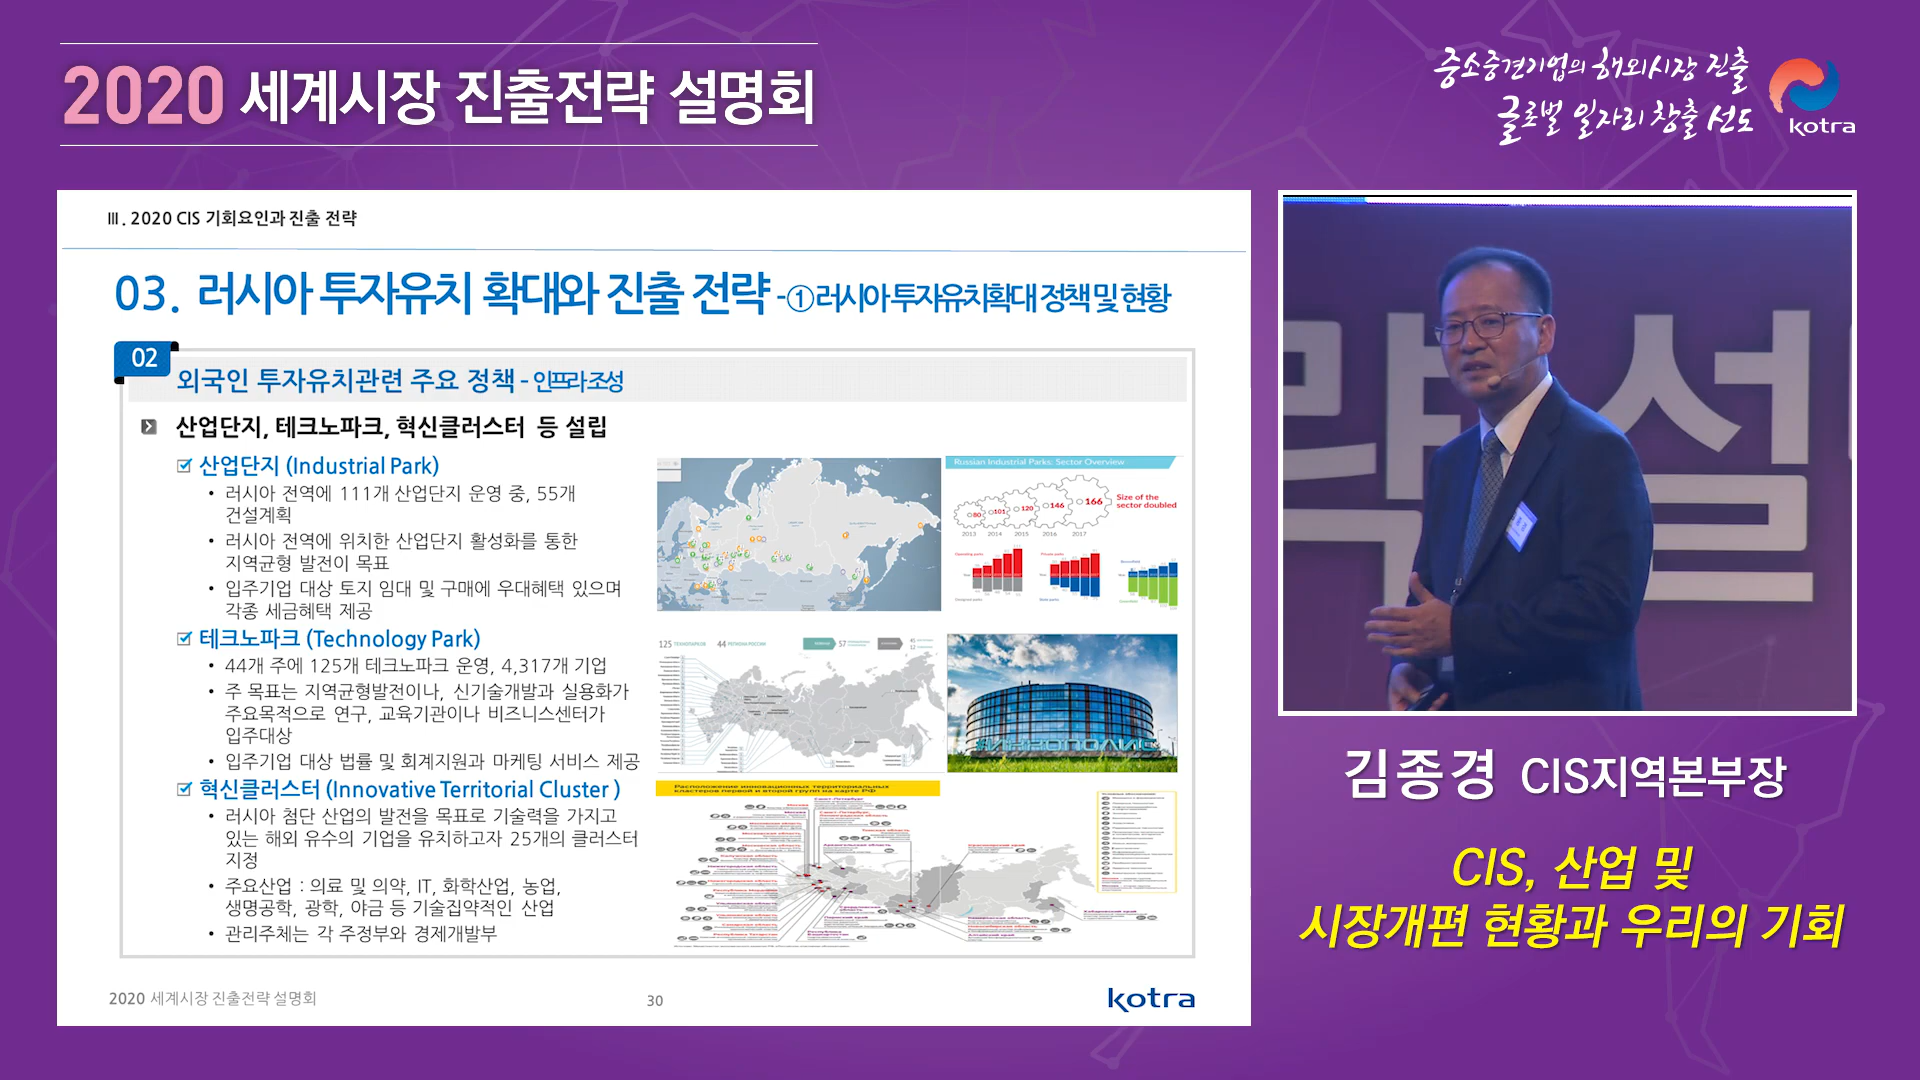 2020 세계시장 진출전략 설명회
중소중견기업의 해외시장 진출
글로벌 일자리 창출 선도
kotra
Ⅲ. 2020 CIS 기회요인과 진출 전략
03. 러시아 투자유치 확대와 진출 전략 -① 러시아 투자유치확대 정책 및 현황
02
외국인 투자유치관련 주요 정책 - 인프라 조성
산업단지, 테크노파크, 혁신클러스터 등 설립
산업단지 (Industrial Park)
• 러시아 전역에 111개 산업단지 운영 중, 55개
건설계획
• 러시아 전역에 위치한 산업단지 활성화를 통한
지역균형 발전이 목표
• 입주기업 대상 토지 임대 및 구매에 우대혜택 있으며
각종 세금혜택 제공
테크노파크 (Technology Park)
• 44개 주에 125개 테크노파크 운영, 4,317개 기업
• 주 목표는 지역균형발전이나, 신기술개발과 실용화가
주요목적으로 연구, 교육기관이나 비즈니스센터가
입주대상
• 입주기업 대상 법률 및 회계지원과 마케팅 서비스 제공
혁신클러스터 (Innovative Territorial Cluster )
• 러시아 첨단 산업의 발전을 목표로 기술력을 가지고
있는 해외 유수의 기업을 유치하고자 25개의 클러스터
지정
• 주요산업 : 의료 및 의약, IT, 화학산업, 농업,
생명공학, 광학, 야금 등 기술집약적인 산업
• 관리주체는 각 주정부와 경제개발부
Russian Industrial Parks: Sector Overview
80 101 120 146 166
Size of the
sector doubled
2013 2014 2015 2016 2017
125 ТЕХНОПАРКОВ 44 РЕГИОНА РОССИИ
57
#ТЕХНОПОЛИС
Расположение инновационных территориальных
кластеров первой и второй групп на карте РФ
2020 세계시장 진출전략 설명회
30
kotra
략 설
김종경 CIS지역본부장
CIS, 산업 및
시장개편 현황과 우리의 기회